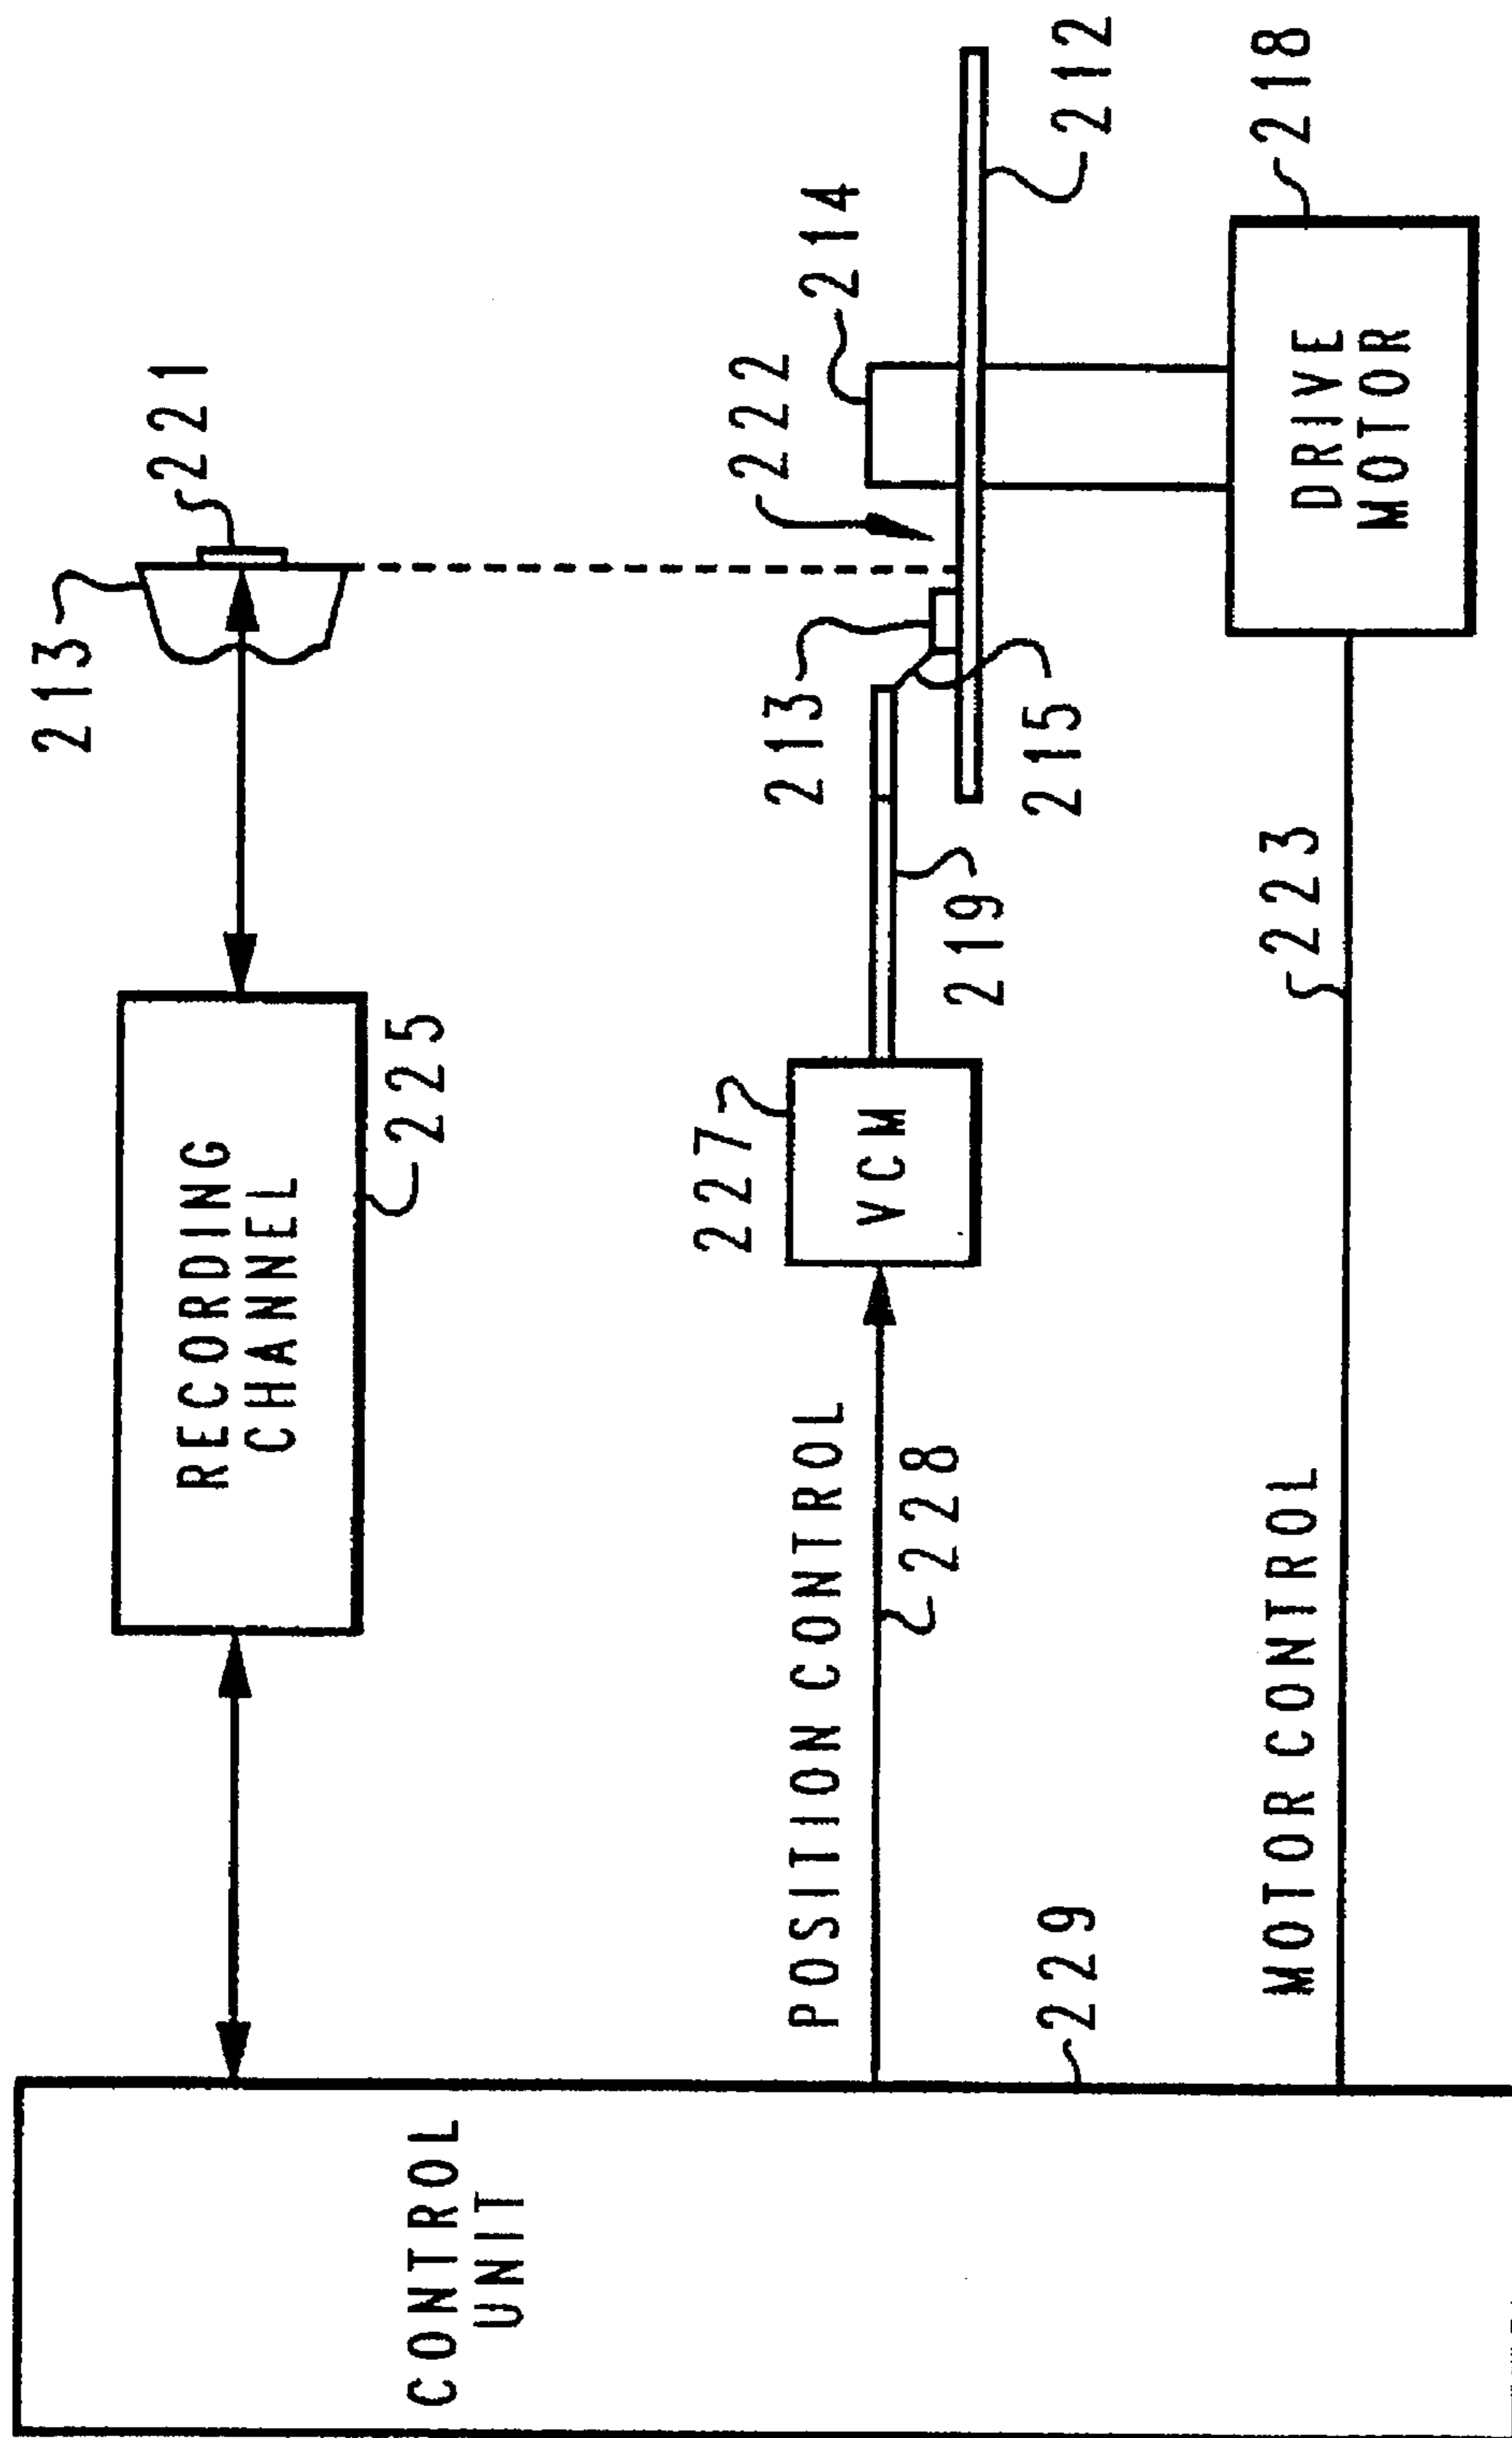 213
221
RECORDING
CHANNEL
225
CONTROL
UNIT
222
214
213
227
VCM
POSITION CONTROL
228
219
215
212
229
218
DRIVE
MOTOR
223
MOTOR CONTROL